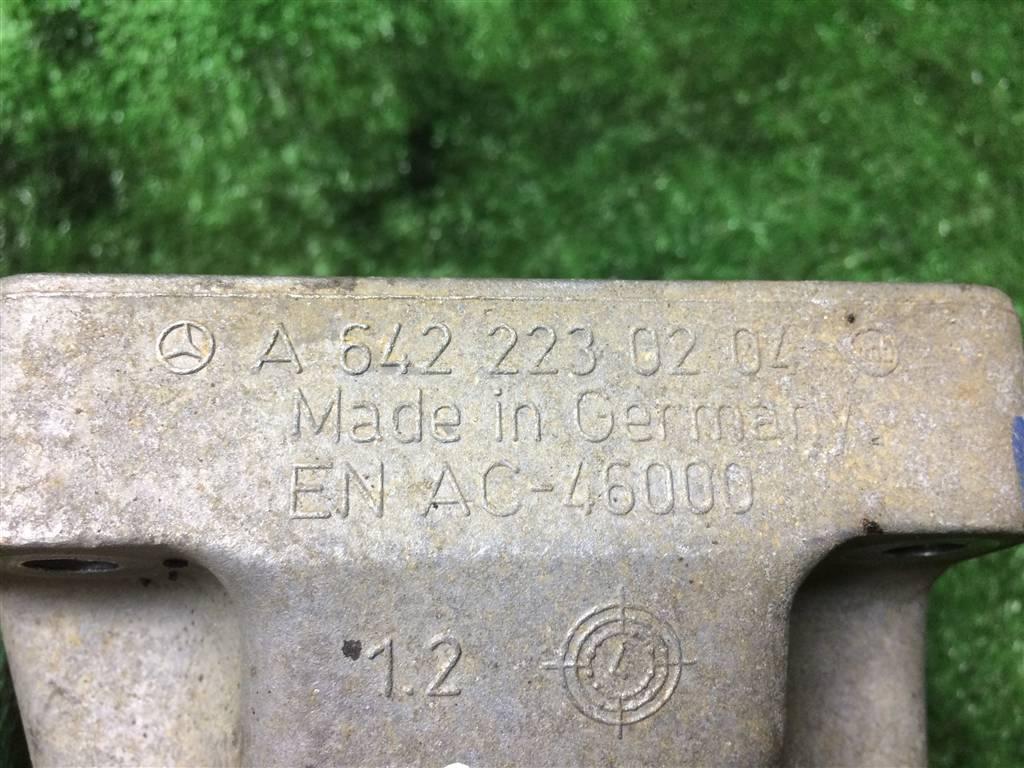 A 642 223 02 04
Made in Germany
EN AC-46000
1.2